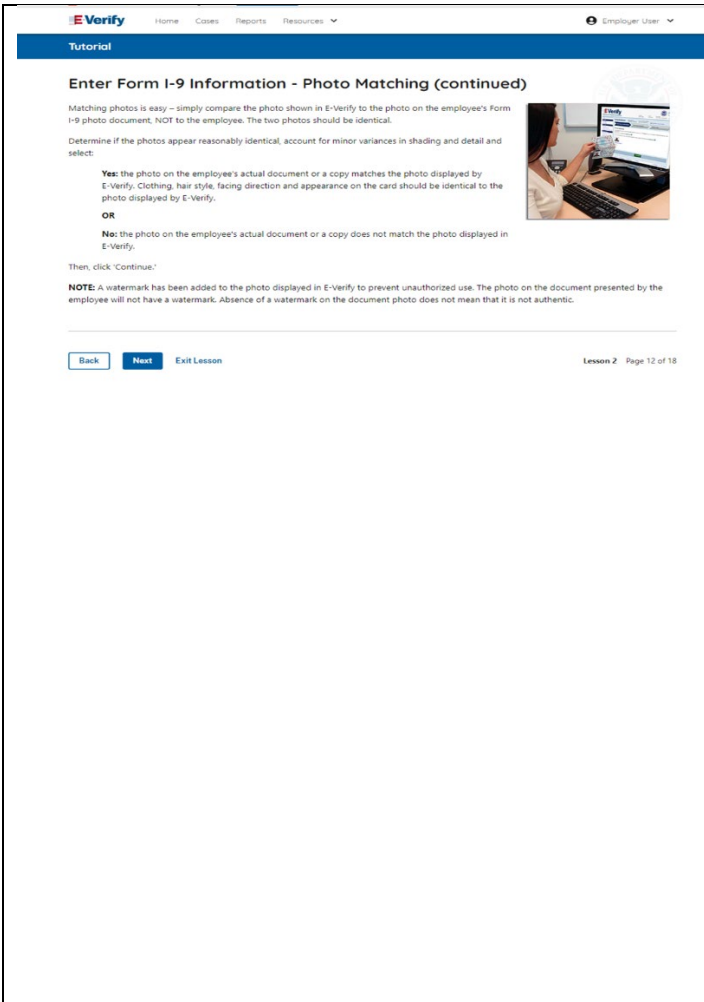 E-Verify Home Cases Reports Resources Employer User
Tutorial
Enter Form I-9 Information - Photo Matching (continued)
Matching photos is easy – simply compare the photo shown in E-Verify to the photo on the employee's Form
I-9 photo document, NOT to the employee. The two photos should be identical.
Determine if the photos appear reasonably identical, account for minor variances in shading and detail and
select:
Yes: the photo on the employee's actual document or a copy matches the photo displayed by
E-Verify. Clothing, hair style, facing direction and appearance on the card should be identical to the
photo displayed by E-Verify.
OR
No: the photo on the employee's actual document or a copy does not match the photo displayed in
E-Verify.
Then, click 'Continue.'
NOTE: A watermark has been added to the photo displayed in E-Verify to prevent unauthorized use. The photo on the document presented by the
employee will not have a watermark. Absence of a watermark on the document photo does not mean that it is not authentic.
Back Next Exit Lesson Lesson 2 Page 12 of 18